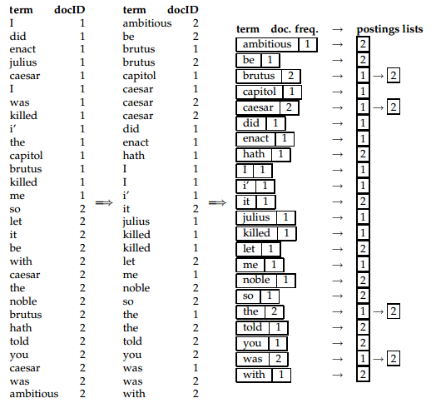 term docID
I 1
did 1
enact 1
julius 1
caesar 1
I 1
was 1
killed 1
i' 1
the 1
capitol 1
brutus 1
killed 1
me 1
so 2
let 2
it 2
be 2
with 2
caesar 2
the 2
noble 2
brutus 2
hath 2
told 2
you 2
caesar 2
was 2
ambitious 2
⇒
term docID
ambitious 2
be 2
brutus 1
brutus 2
capitol 1
caesar 1
caesar 2
caesar 2
did 1
enact 1
hath 1
I 1
I 1
i' 1
it 2
julius 1
killed 1
killed 1
let 2
me 1
noble 2
so 2
the 1
the 2
told 2
you 2
was 1
was 2
with 2
⇒
term doc. freq. → postings lists
ambitious 1 → 2
be 1 → 2
brutus 2 → 1 → 2
capitol 1 → 1
caesar 2 → 1 → 2
did 1 → 1
enact 1 → 1
hath 1 → 2
I 1 → 1
i' 1 → 1
it 1 → 2
julius 1 → 1
killed 1 → 1
let 1 → 2
me 1 → 1
noble 1 → 2
so 1 → 2
the 2 → 1 → 2
told 1 → 2
you 1 → 2
was 2 → 1 → 2
with 1 → 2